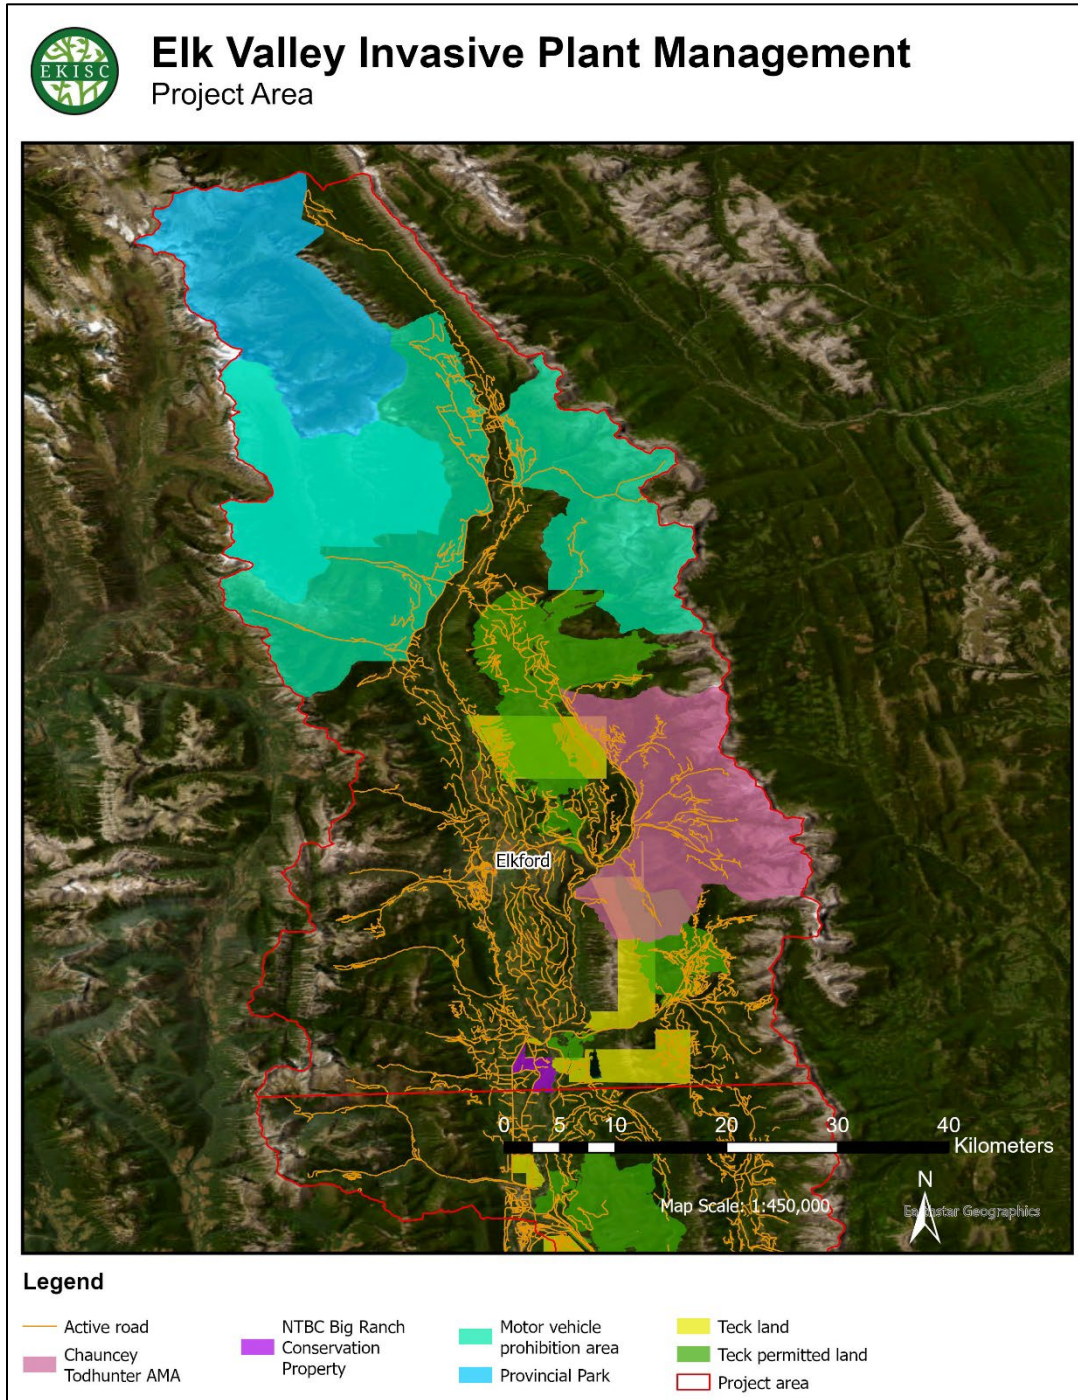 EKISC
Elk Valley Invasive Plant Management
Project Area
Elkford
0 5 10 20 30 40
Kilometers
N
Map Scale: 1:450,000
Earthstar Geographics
Legend
Active road
Chauncey
Todhunter AMA
NTBC Big Ranch
Conservation
Property
Motor vehicle
prohibition area
Provincial Park
Teck land
Teck permitted land
Project area